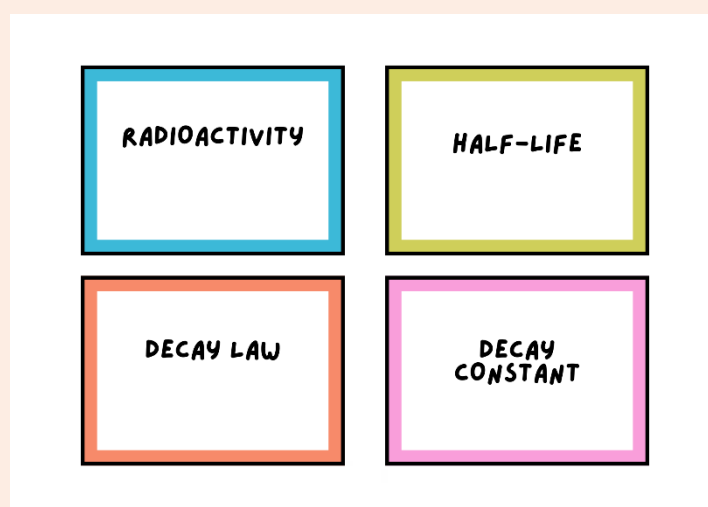 RADIOACTIVITY
HALF-LIFE
DECAY LAW
DECAY
CONSTANT